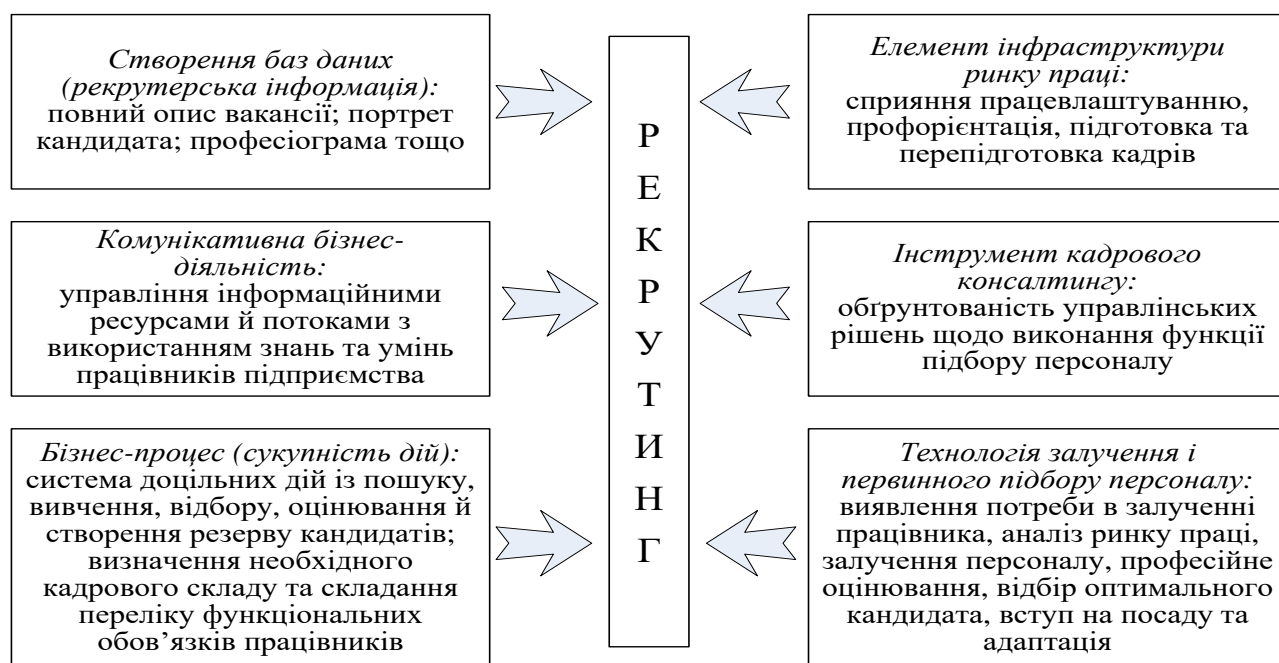 Створення баз даних
(рекрутерська інформація):
повний опис вакансії; портрет
кандидата; професіограма тощо
Комунікативна бізнес-
діяльність:
управління інформаційними
ресурсами й потоками з
використанням знань та умінь
працівників підприємства
Бізнес-процес (сукупність дій):
система доцільних дій із пошуку,
вивчення, відбору, оцінювання й
створення резерву кандидатів;
визначення необхідного
кадрового складу та складання
переліку функціональних
обов’язків працівників
Р
Е
К
Р
У
Т
И
Н
Г
Елемент інфраструктури
ринку праці:
сприяння працевлаштуванню,
профорієнтація, підготовка та
перепідготовка кадрів
Інструмент кадрового
консалтингу:
обґрунтованість управлінських
рішень щодо виконання функції
підбору персоналу
Технологія залучення і
первинного підбору персоналу:
виявлення потреби в залученні
працівника, аналіз ринку праці,
залучення персоналу, професійне
оцінювання, відбір оптимального
кандидата, вступ на посаду та
адаптація